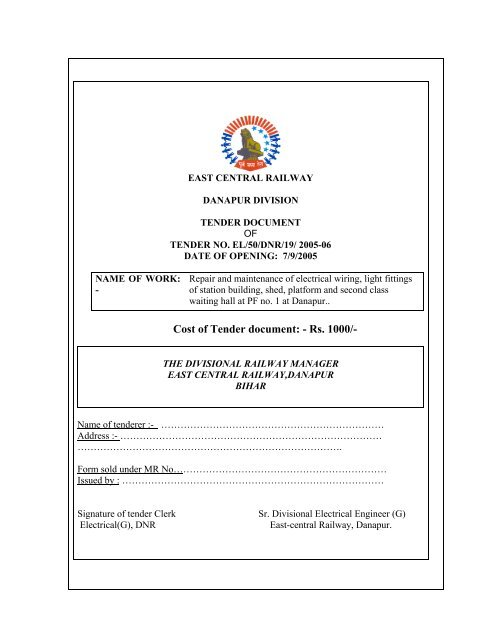 EAST CENTRAL RAILWAY
DANAPUR DIVISION
TENDER DOCUMENT
OF
TENDER NO. EL/50/DNR/19/ 2005-06
DATE OF OPENING: 7/9/2005
NAME OF WORK: Repair and maintenance of electrical wiring, light fittings
- of station building, shed, platform and second class
waiting hall at PF no. 1 at Danapur..
Cost of Tender document: - Rs. 1000/-
THE DIVISIONAL RAILWAY MANAGER
EAST CENTRAL RAILWAY,DANAPUR
BIHAR
Name of tenderer :- ……………………………………………………………
Address :- ………………………………………………………………………
……………………………………………………………………….
Form sold under MR No…………………………………………………………
Issued by : ………………………………………………………………………
Signature of tender Clerk Sr. Divisional Electrical Engineer (G)
Electrical(G), DNR East-central Railway, Danapur.